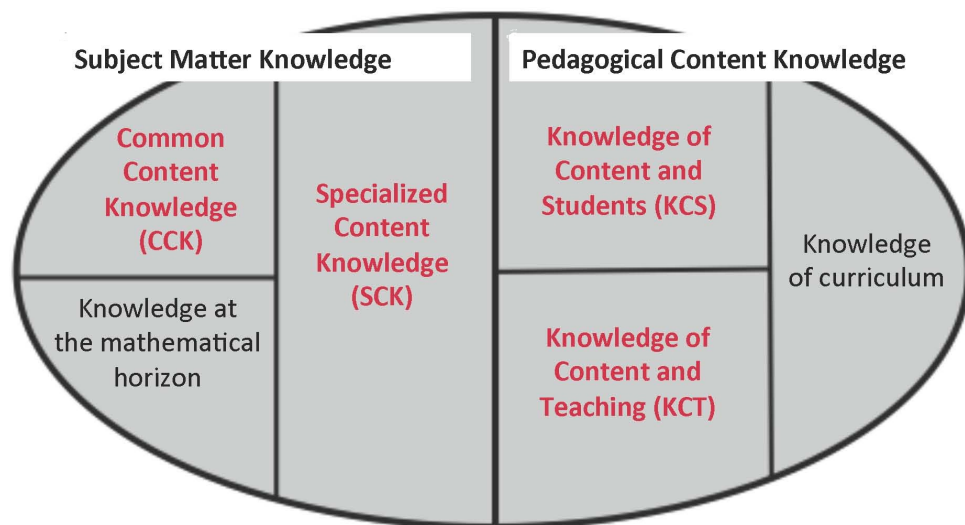 Subject Matter Knowledge
Pedagogical Content Knowledge
Common
Content
Knowledge
(CCK)
Knowledge at
the mathematical
horizon
Specialized
Content
Knowledge
(SCK)
Knowledge of
Content and
Students (KCS)
Knowledge of
Content and
Teaching (KCT)
Knowledge
of curriculum